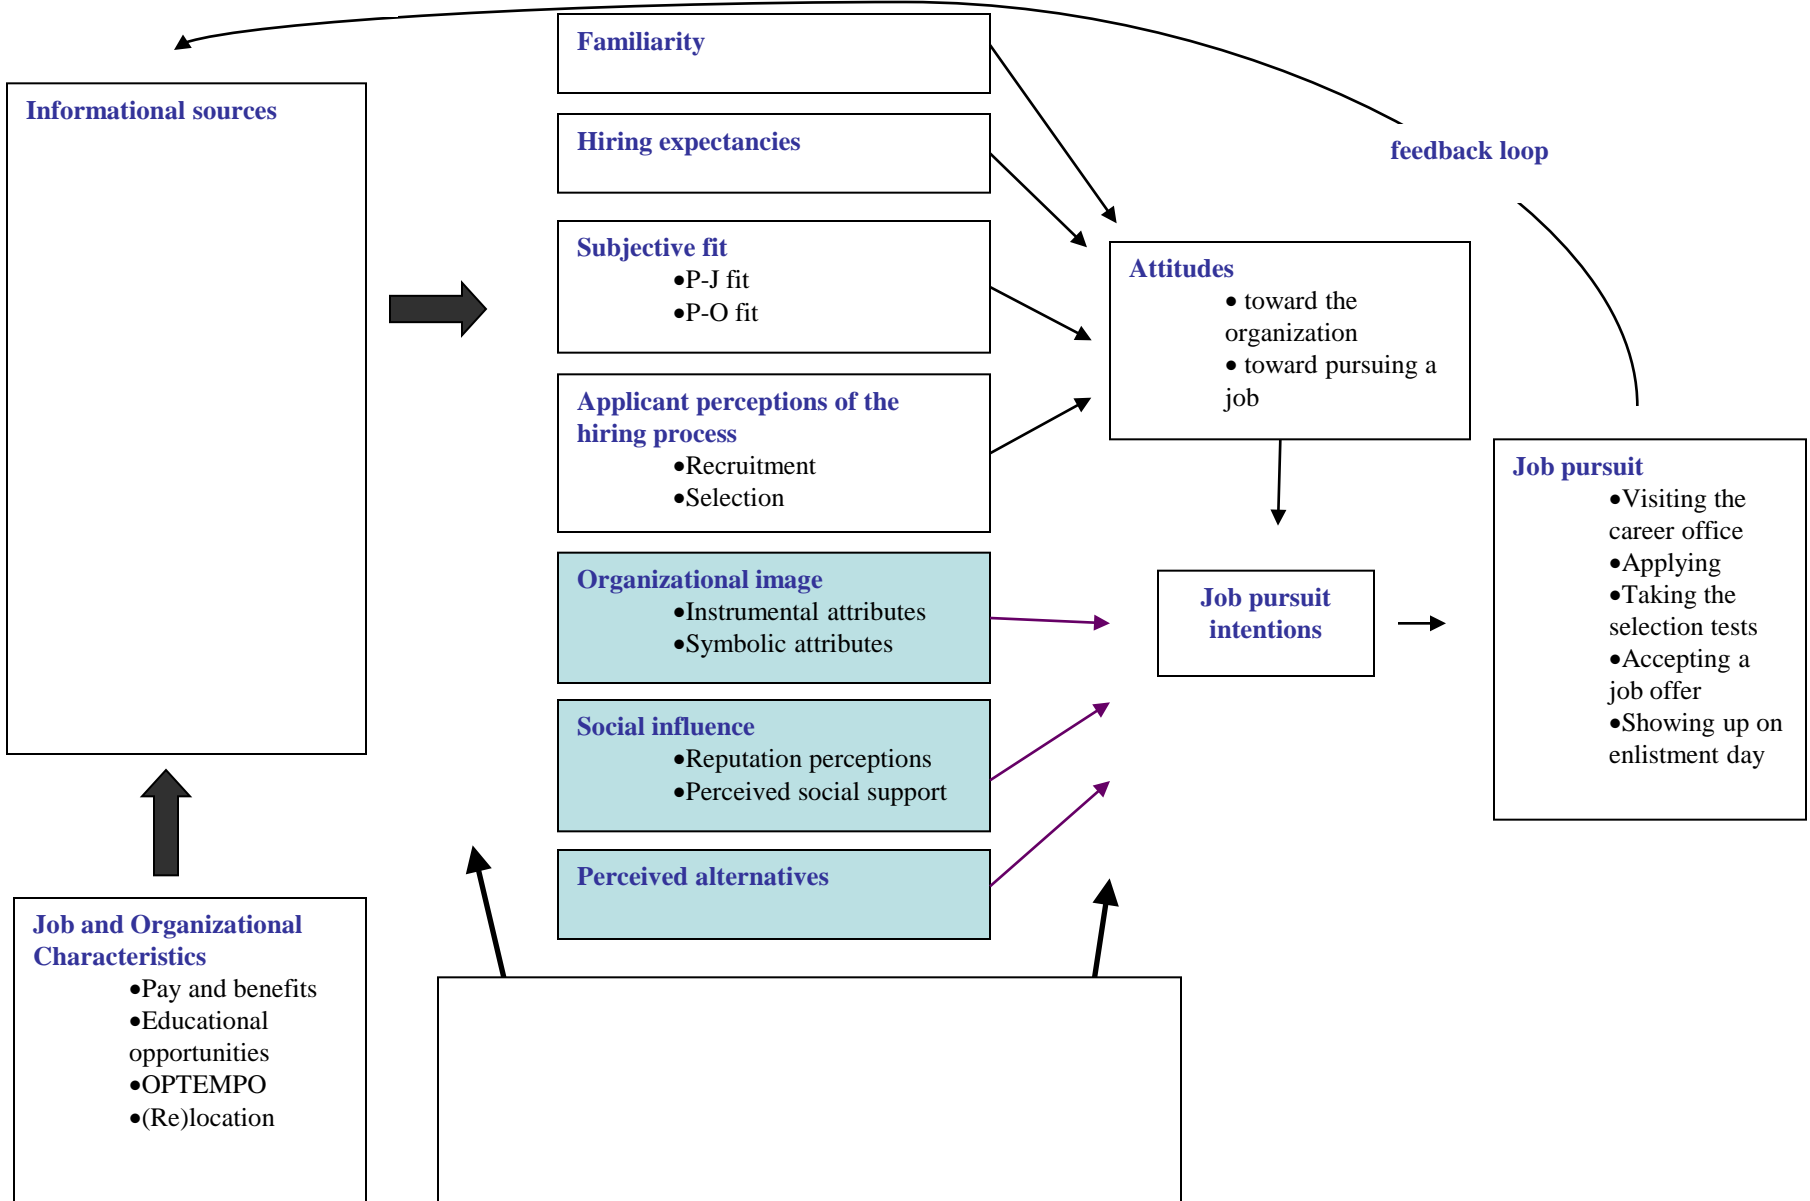 Informational sources
Job and Organizational
Characteristics
•Pay and benefits
•Educational
opportunities
•OPTEMPO
•(Re)location
Familiarity
Hiring expectancies
Subjective fit
•P-J fit
•P-O fit
Applicant perceptions of the
hiring process
•Recruitment
•Selection
Organizational image
•Instrumental attributes
•Symbolic attributes
Social influence
•Reputation perceptions
•Perceived social support
Perceived alternatives
feedback loop
Attitudes
• toward the
organization
• toward pursuing a
job
Job pursuit
intentions
Job pursuit
•Visiting the
career office
•Applying
•Taking the
selection tests
•Accepting a
job offer
•Showing up on
enlistment day